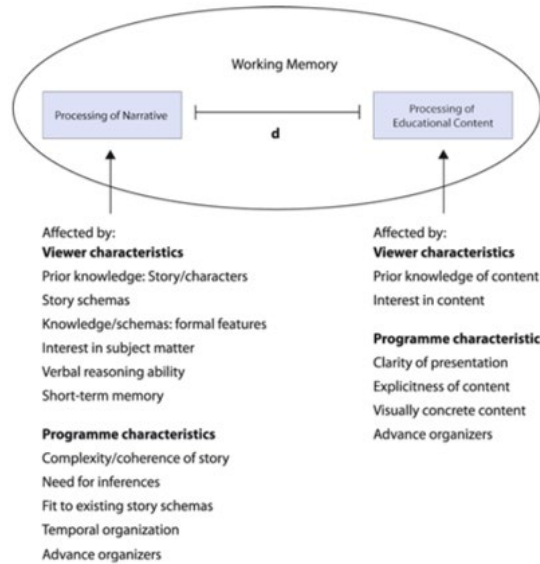 Working Memory
Processing of Narrative
d
Processing of
Educational Content
Affected by:
Viewer characteristics
Prior knowledge: Story/characters
Story schemas
Knowledge/schemas: formal features
Interest in subject matter
Verbal reasoning ability
Short-term memory
Programme characteristics
Complexity/coherence of story
Need for inferences
Fit to existing story schemas
Temporal organization
Advance organizers
Affected by:
Viewer characteristics
Prior knowledge of content
Interest in content
Programme characteristic
Clarity of presentation
Explicitness of content
Visually concrete content
Advance organizers